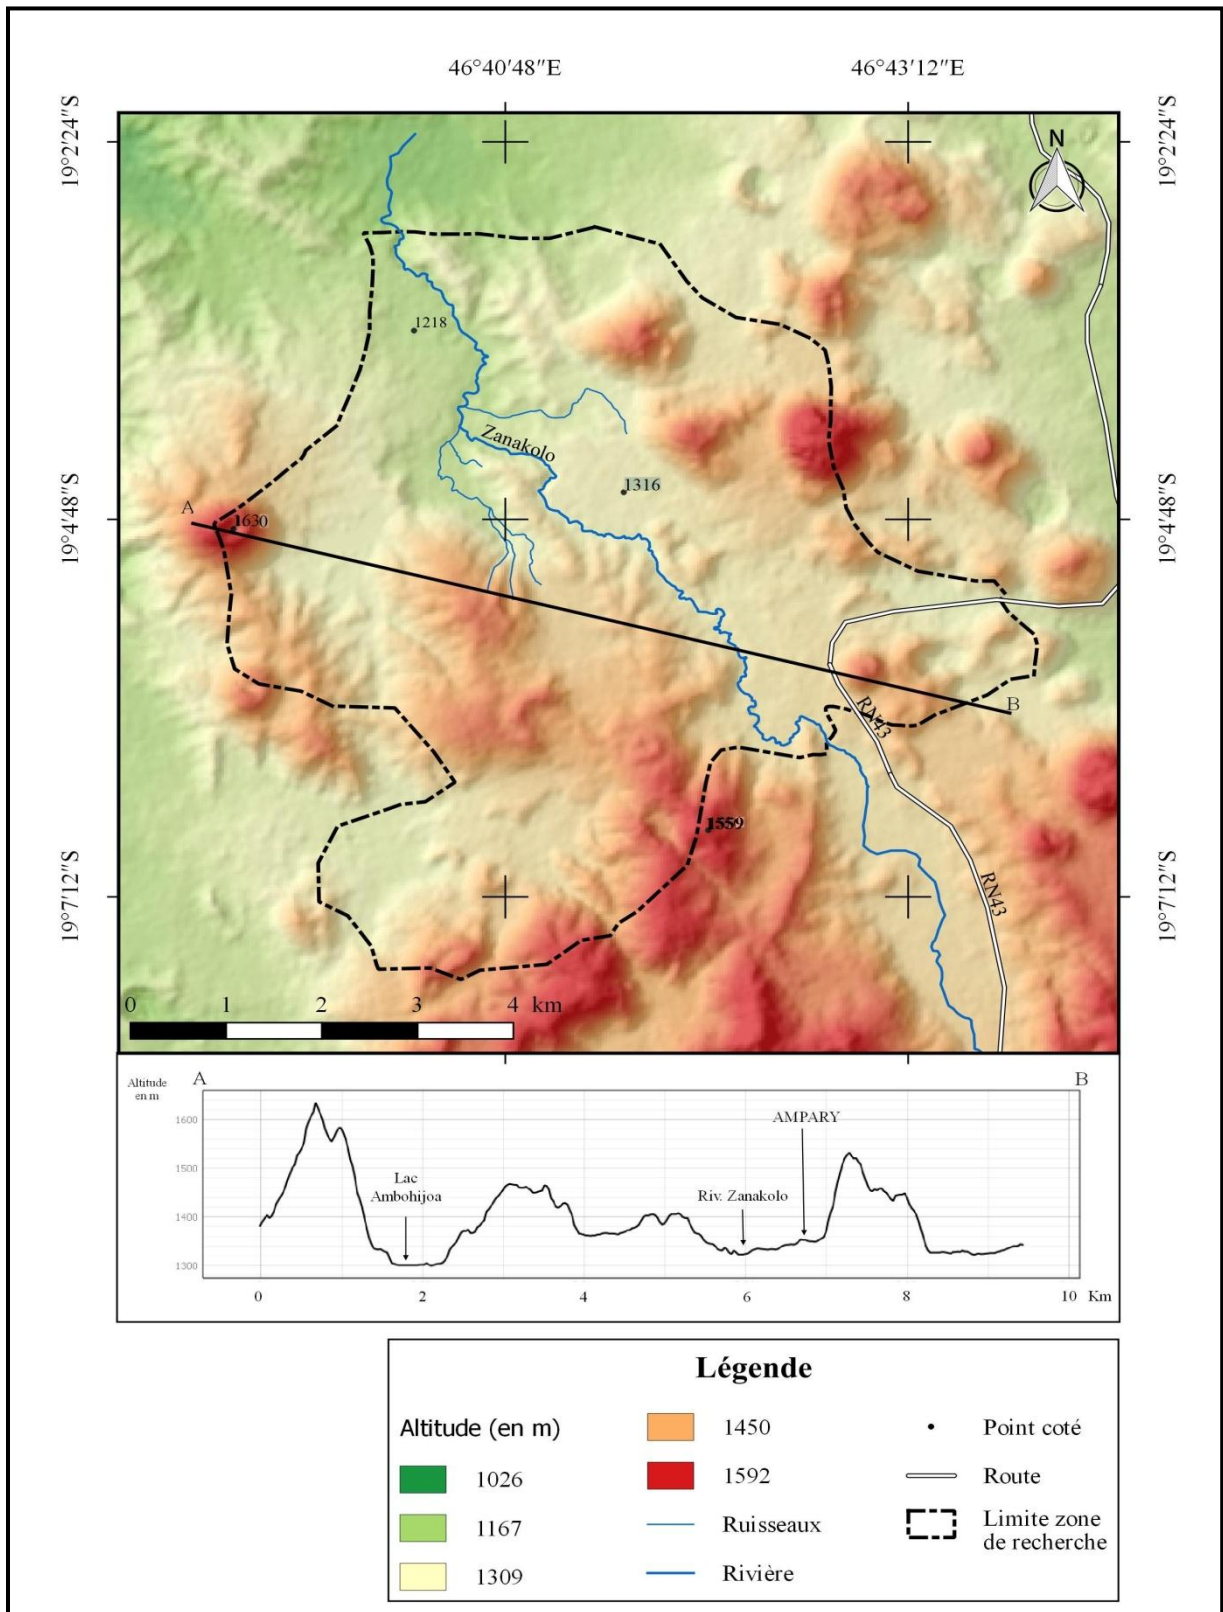 46°40'48"E
46°43'12"E
19°2'24"S
19°2'24"S
N
1218
Zanakolo
1316
19°4'48"S
19°4'48"S
A
1630
B
RN43
1559
RN43
19°7'12"S
19°7'12"S
0 1 2 3 4 km
Altitude
en m
A
B
1600
1500
1400
1300
Lac
Ambohijoa
Riv. Zanakolo
AMPARY
0 2 4 6 8 10 Km
Légende
Altitude (en m)
1026
1167
1309
1450
1592
Ruisseaux
Rivière
Point coté
Route
Limite zone
de recherche